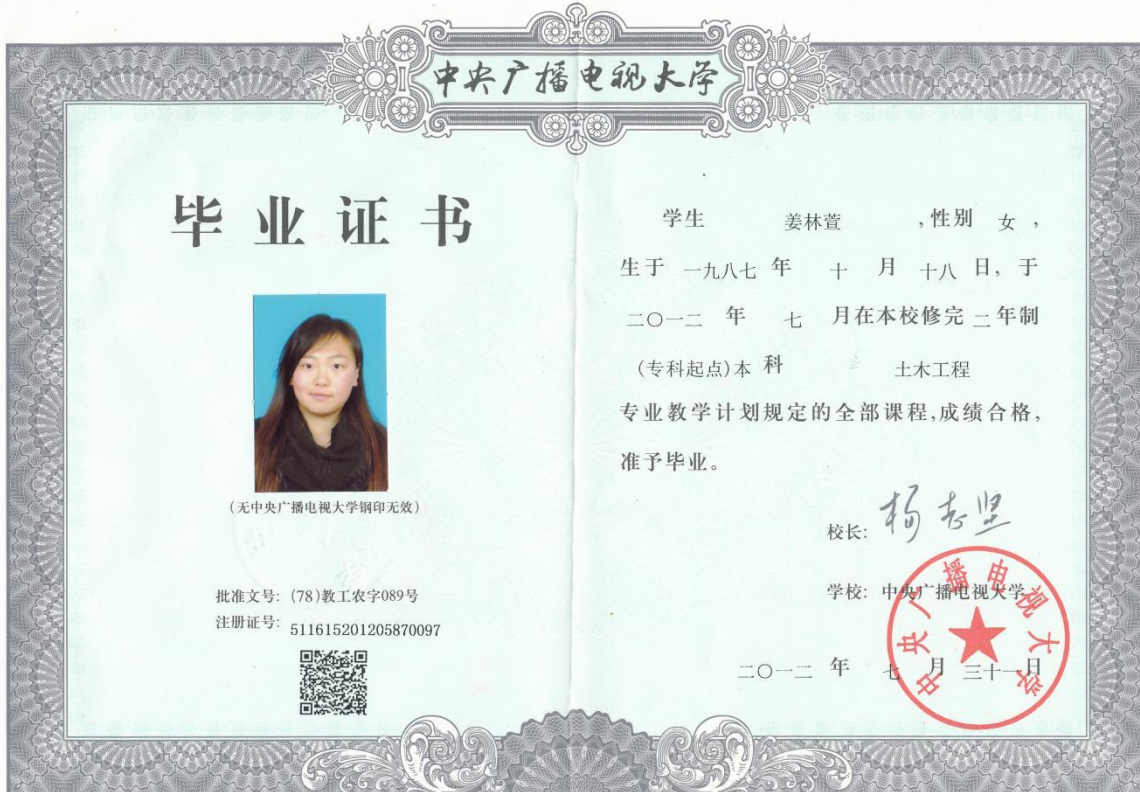 中央广播电视大学
毕业证书
(无中央广播电视大学钢印无效)
批准文号: (78)教工农字089号
注册证号: 511615201205870097
学生 姜林萱 ,性别 女 ,
生于 一九八七 年 十 月 十八 日, 于
二〇一二 年 七 月在本校修完 二 年制
(专科起点)本 科 土木工程
专业教学计划规定的全部课程,成绩合格,
准予毕业。
校长: 杨志坚
学校: 中央广播电视大学
二〇一二 年 七 月 三十一 日
中央广播电视大学